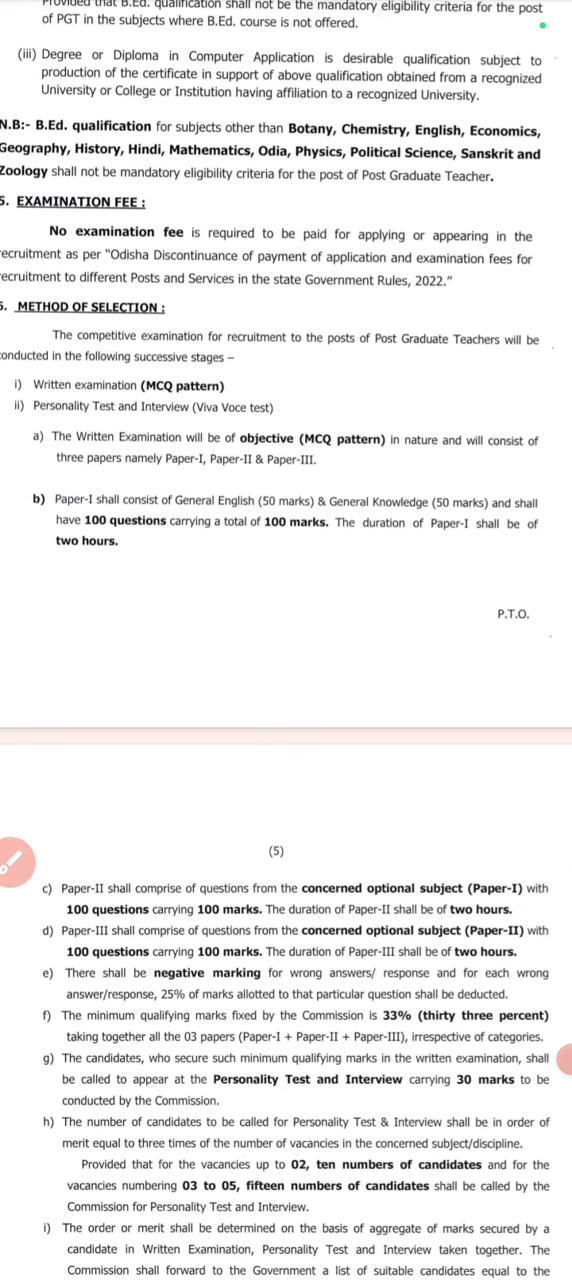 Provided that B.Ed. qualification shall not be the mandatory eligibility criteria for the post
of PGT in the subjects where B.Ed. course is not offered.
(iii) Degree or Diploma in Computer Application is desirable qualification subject to
production of the certificate in support of above qualification obtained from a recognized
University or College or Institution having affiliation to a recognized University.
N.B:- B.Ed. qualification for subjects other than Botany, Chemistry, English, Economics,
Geography, History, Hindi, Mathematics, Odia, Physics, Political Science, Sanskrit and
Zoology shall not be mandatory eligibility criteria for the post of Post Graduate Teacher.
5. EXAMINATION FEE :
No examination fee is required to be paid for applying or appearing in the
recruitment as per "Odisha Discontinuance of payment of application and examination fees for
recruitment to different Posts and Services in the state Government Rules, 2022."
6. METHOD OF SELECTION :
The competitive examination for recruitment to the posts of Post Graduate Teachers will be
conducted in the following successive stages –
i) Written examination (MCQ pattern)
ii) Personality Test and Interview (Viva Voce test)
a) The Written Examination will be of objective (MCQ pattern) in nature and will consist of
three papers namely Paper-I, Paper-II & Paper-III.
b) Paper-I shall consist of General English (50 marks) & General Knowledge (50 marks) and shall
have 100 questions carrying a total of 100 marks. The duration of Paper-I shall be of
two hours.
P.T.O.
(5)
c) Paper-II shall comprise of questions from the concerned optional subject (Paper-I) with
100 questions carrying 100 marks. The duration of Paper-II shall be of two hours.
d) Paper-III shall comprise of questions from the concerned optional subject (Paper-II) with
100 questions carrying 100 marks. The duration of Paper-III shall be of two hours.
e) There shall be negative marking for wrong answers/ response and for each wrong
answer/response, 25% of marks allotted to that particular question shall be deducted.
f) The minimum qualifying marks fixed by the Commission is 33% (thirty three percent)
taking together all the 03 papers (Paper-I + Paper-II + Paper-III), irrespective of categories.
g) The candidates, who secure such minimum qualifying marks in the written examination, shall
be called to appear at the Personality Test and Interview carrying 30 marks to be
conducted by the Commission.
h) The number of candidates to be called for Personality Test & Interview shall be in order of
merit equal to three times of the number of vacancies in the concerned subject/discipline.
Provided that for the vacancies up to 02, ten numbers of candidates and for the
vacancies numbering 03 to 05, fifteen numbers of candidates shall be called by the
Commission for Personality Test and Interview.
i) The order or merit shall be determined on the basis of aggregate of marks secured by a
candidate in Written Examination, Personality Test and Interview taken together. The
Commission shall forward to the Government a list of suitable candidates equal to the